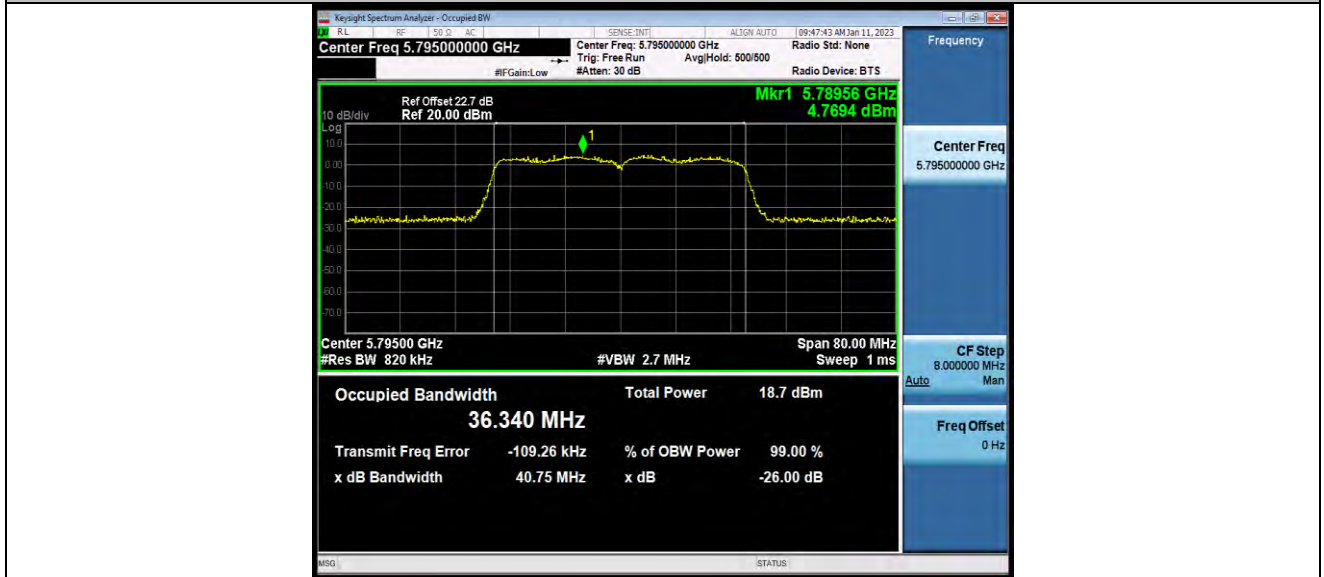 Keysight Spectrum Analyzer - Occupied BW
RL RF 50 Ω AC SENSE:INT ALIGN AUTO 09:47:43 AM Jan 11, 2023
Center Freq 5.795000000 GHz
Center Freq: 5.795000000 GHz Radio Std: None
Trig: Free Run Avg|Hold: 500/500
#IFGain:Low #Atten: 30 dB Radio Device: BTS
Frequency
Mkr1 5.78956 GHz
4.7694 dBm
Ref Offset 22.7 dB
10 dB/div Ref 20.00 dBm
Log
10.0
0.00
-10.0
-20.0
-30.0
-40.0
-50.0
-60.0
-70.0
1
Center 5.79500 GHz Span 80.00 MHz
#Res BW 820 kHz #VBW 2.7 MHz Sweep 1 ms
Occupied Bandwidth Total Power 18.7 dBm
36.340 MHz
Transmit Freq Error -109.26 kHz % of OBW Power 99.00 %
x dB Bandwidth 40.75 MHz x dB -26.00 dB
Center Freq
5.795000000 GHz
CF Step
8.000000 MHz
Auto Man
Freq Offset
0 Hz
MSG STATUS